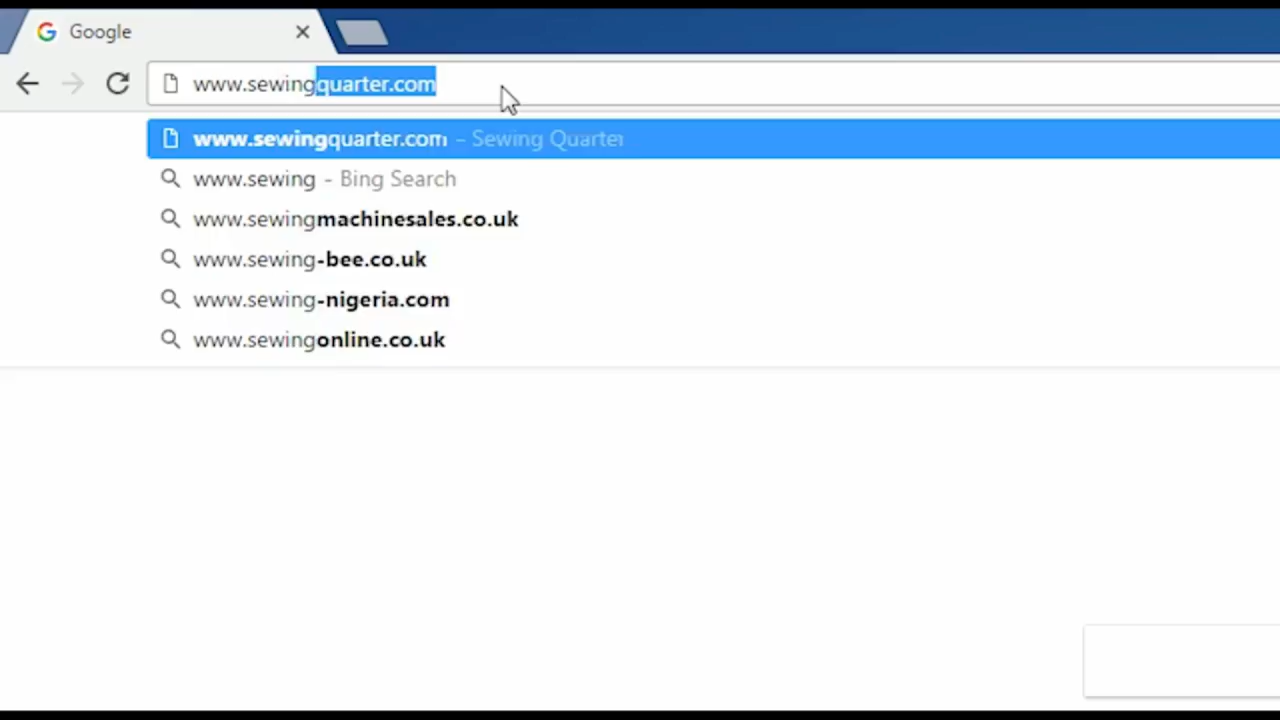 Google
www.sewingquarter.com
www.sewingquarter.com - Sewing Quarter
www.sewing - Bing Search
www.sewingmachinesales.co.uk
www.sewing-bee.co.uk
www.sewing-nigeria.com
www.sewingonline.co.uk